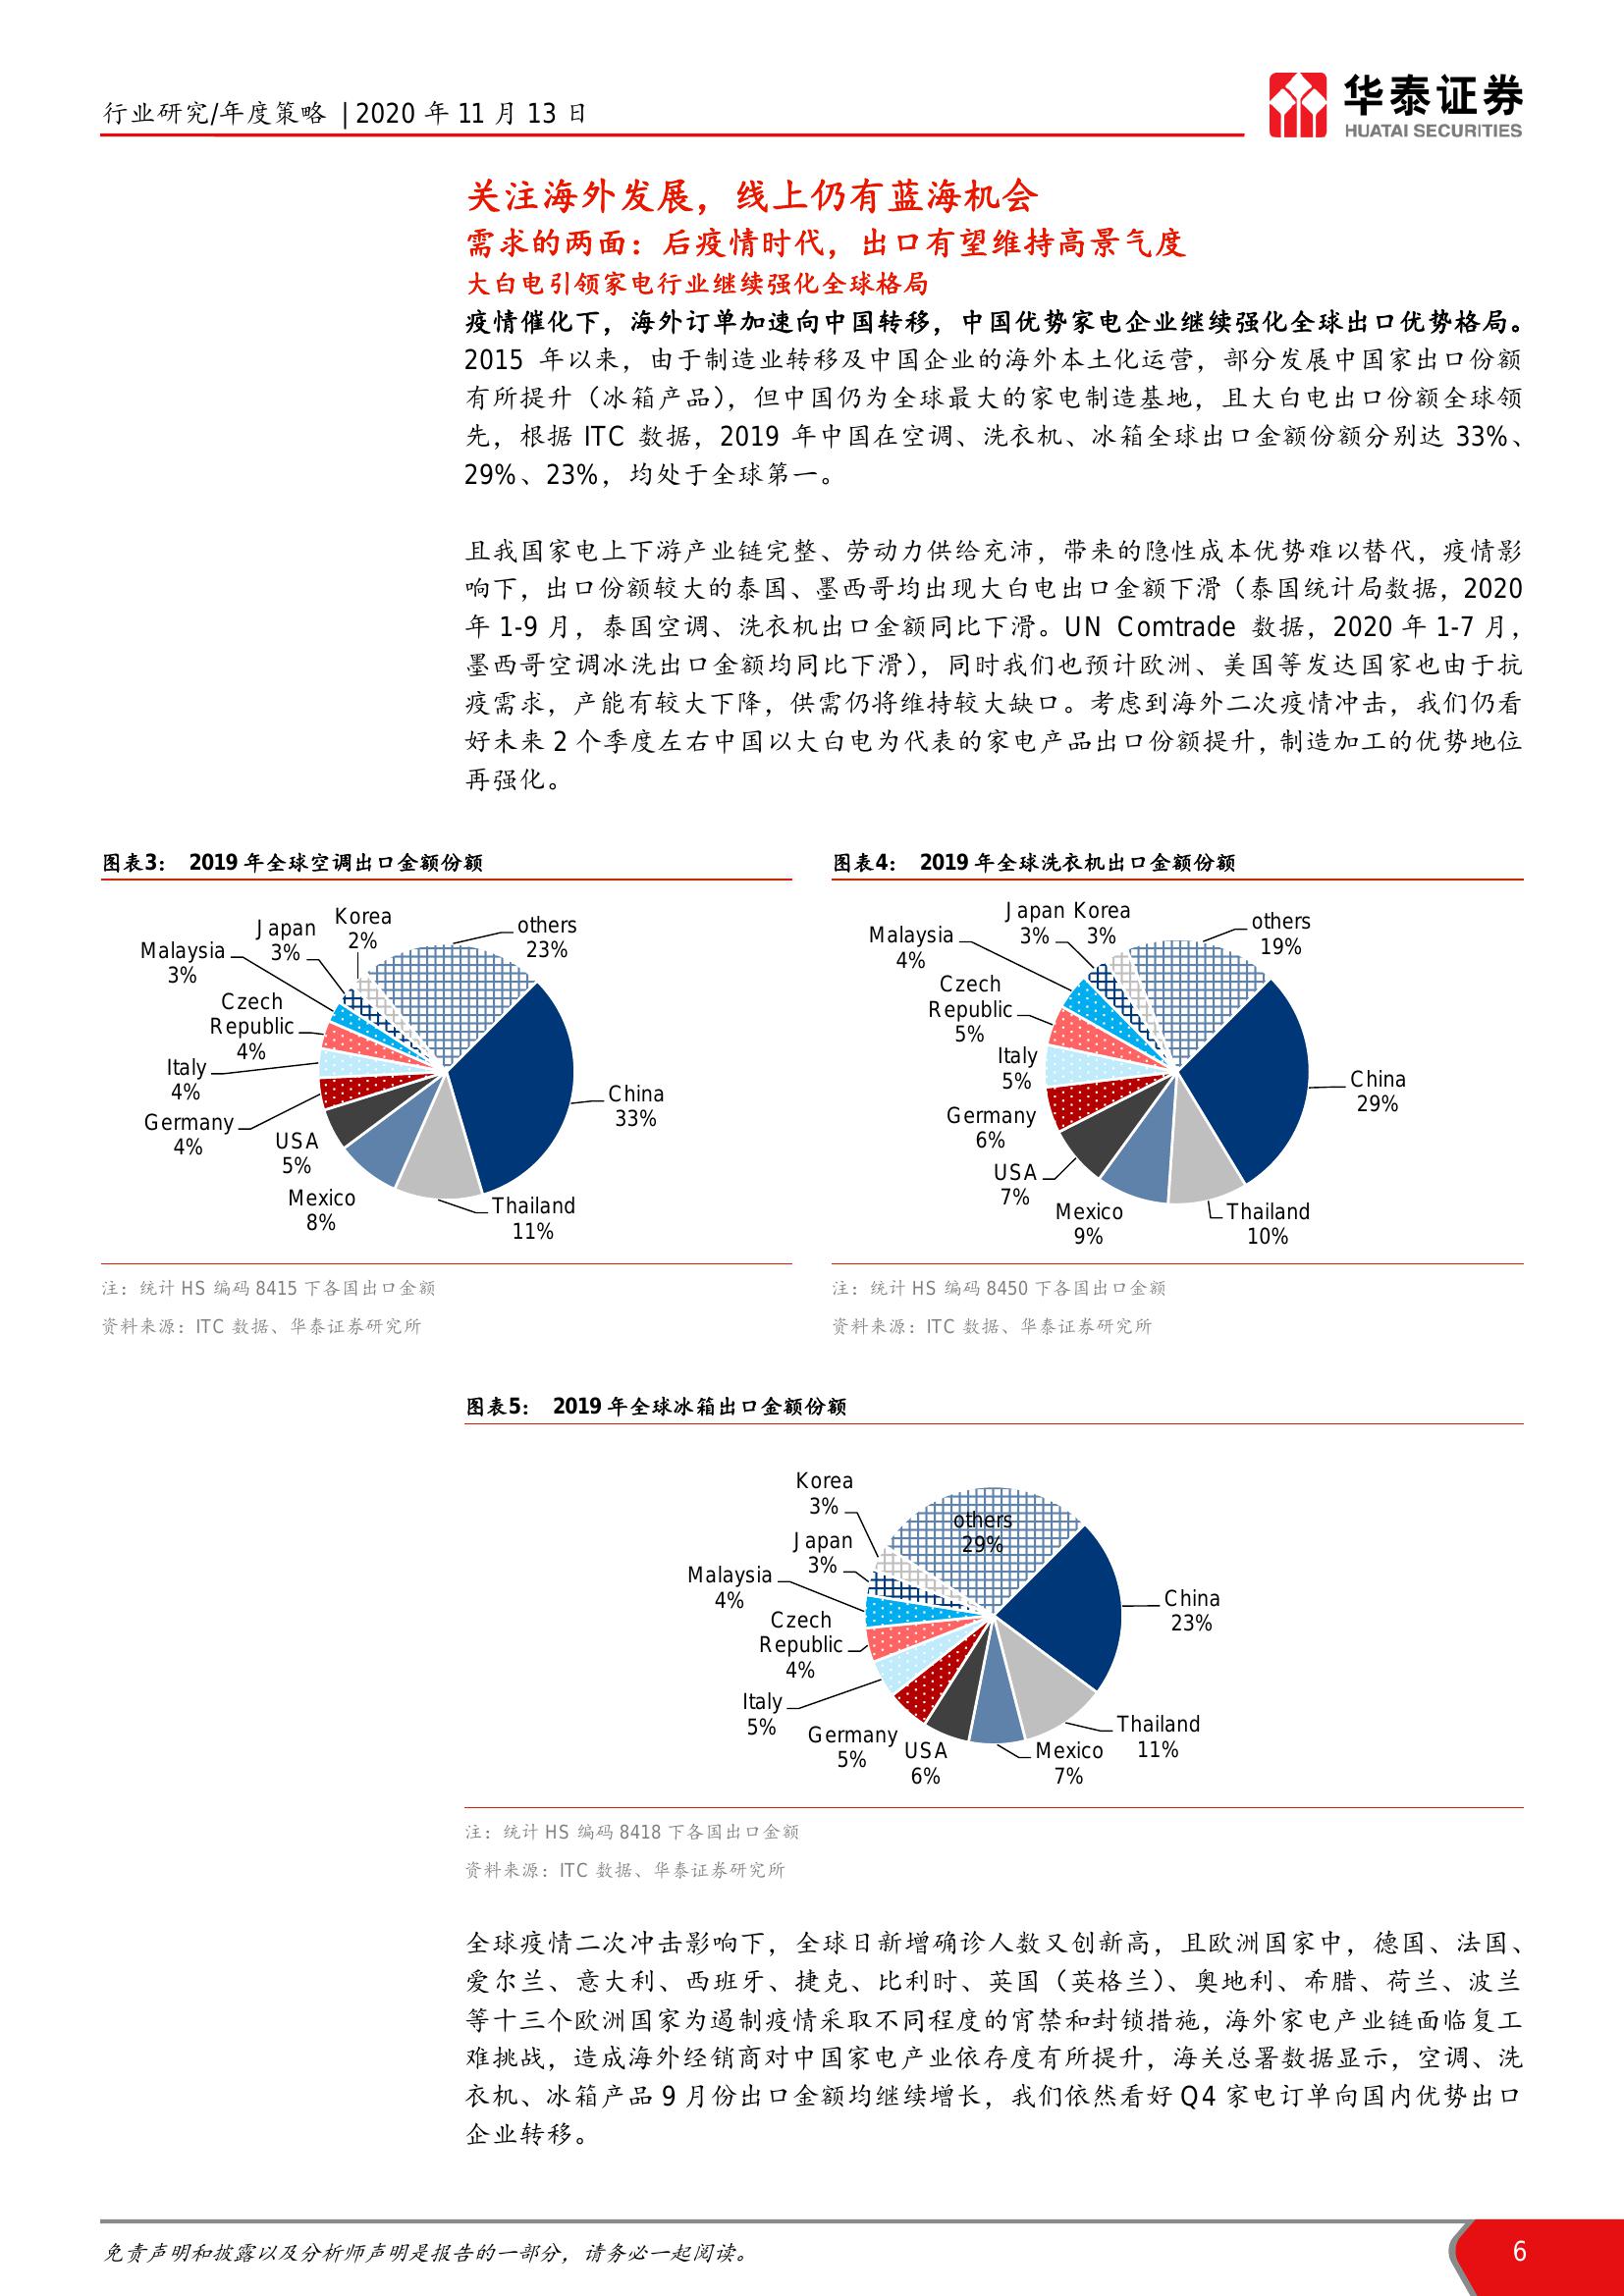 行业研究/年度策略 | 2020 年 11 月 13 日
华泰证券
HUATAI SECURITIES
关注海外发展，线上仍有蓝海机会
需求的两面：后疫情时代，出口有望维持高景气度
大白电引领家电行业继续强化全球格局
疫情催化下，海外订单加速向中国转移，中国优势家电企业继续强化全球出口优势格局。
2015 年以来，由于制造业转移及中国企业的海外本土化运营，部分发展中国家出口份额
有所提升（冰箱产品），但中国仍为全球最大的家电制造基地，且大白电出口份额全球领
先，根据 ITC 数据，2019 年中国在空调、洗衣机、冰箱全球出口金额份额分别达 33%、
29%、23%，均处于全球第一。
且我国家电上下游产业链完整、劳动力供给充沛，带来的隐性成本优势难以替代，疫情影
响下，出口份额较大的泰国、墨西哥均出现大白电出口金额下滑（泰国统计局数据，2020
年 1-9 月，泰国空调、洗衣机出口金额同比下滑。UN Comtrade 数据，2020 年 1-7 月，
墨西哥空调冰洗出口金额均同比下滑），同时我们也预计欧洲、美国等发达国家也由于抗
疫需求，产能有较大下降，供需仍将维持较大缺口。考虑到海外二次疫情冲击，我们仍看
好未来 2 个季度左右中国以大白电为代表的家电产品出口份额提升，制造加工的优势地位
再强化。
图表3： 2019 年全球空调出口金额份额
Korea
2%
Japan
3%
others
23%
Malaysia
3%
Czech
Republic
4%
Italy
4%
Germany
4%
USA
5%
Mexico
8%
Thailand
11%
China
33%
注：统计 HS 编码 8415 下各国出口金额
资料来源：ITC 数据、华泰证券研究所
图表4： 2019 年全球洗衣机出口金额份额
Japan
3%
Korea
3%
others
19%
Malaysia
4%
Czech
Republic
5%
Italy
5%
Germany
6%
USA
7%
Mexico
9%
Thailand
10%
China
29%
注：统计 HS 编码 8450 下各国出口金额
资料来源：ITC 数据、华泰证券研究所
图表5： 2019 年全球冰箱出口金额份额
Korea
3%
others
29%
Japan
3%
Malaysia
4%
Czech
Republic
4%
Italy
5%
Germany
5%
USA
6%
Mexico
7%
Thailand
11%
China
23%
注：统计 HS 编码 8418 下各国出口金额
资料来源：ITC 数据、华泰证券研究所
全球疫情二次冲击影响下，全球日新增确诊人数又创新高，且欧洲国家中，德国、法国、
爱尔兰、意大利、西班牙、捷克、比利时、英国（英格兰）、奥地利、希腊、荷兰、波兰
等十三个欧洲国家为遏制疫情采取不同程度的宵禁和封锁措施，海外家电产业链面临复工
难挑战，造成海外经销商对中国家电产业依存度有所提升，海关总署数据显示，空调、洗
衣机、冰箱产品 9 月份出口金额均继续增长，我们依然看好 Q4 家电订单向国内优势出口
企业转移。
免责声明和披露以及分析师声明是报告的一部分，请务必一起阅读。
6